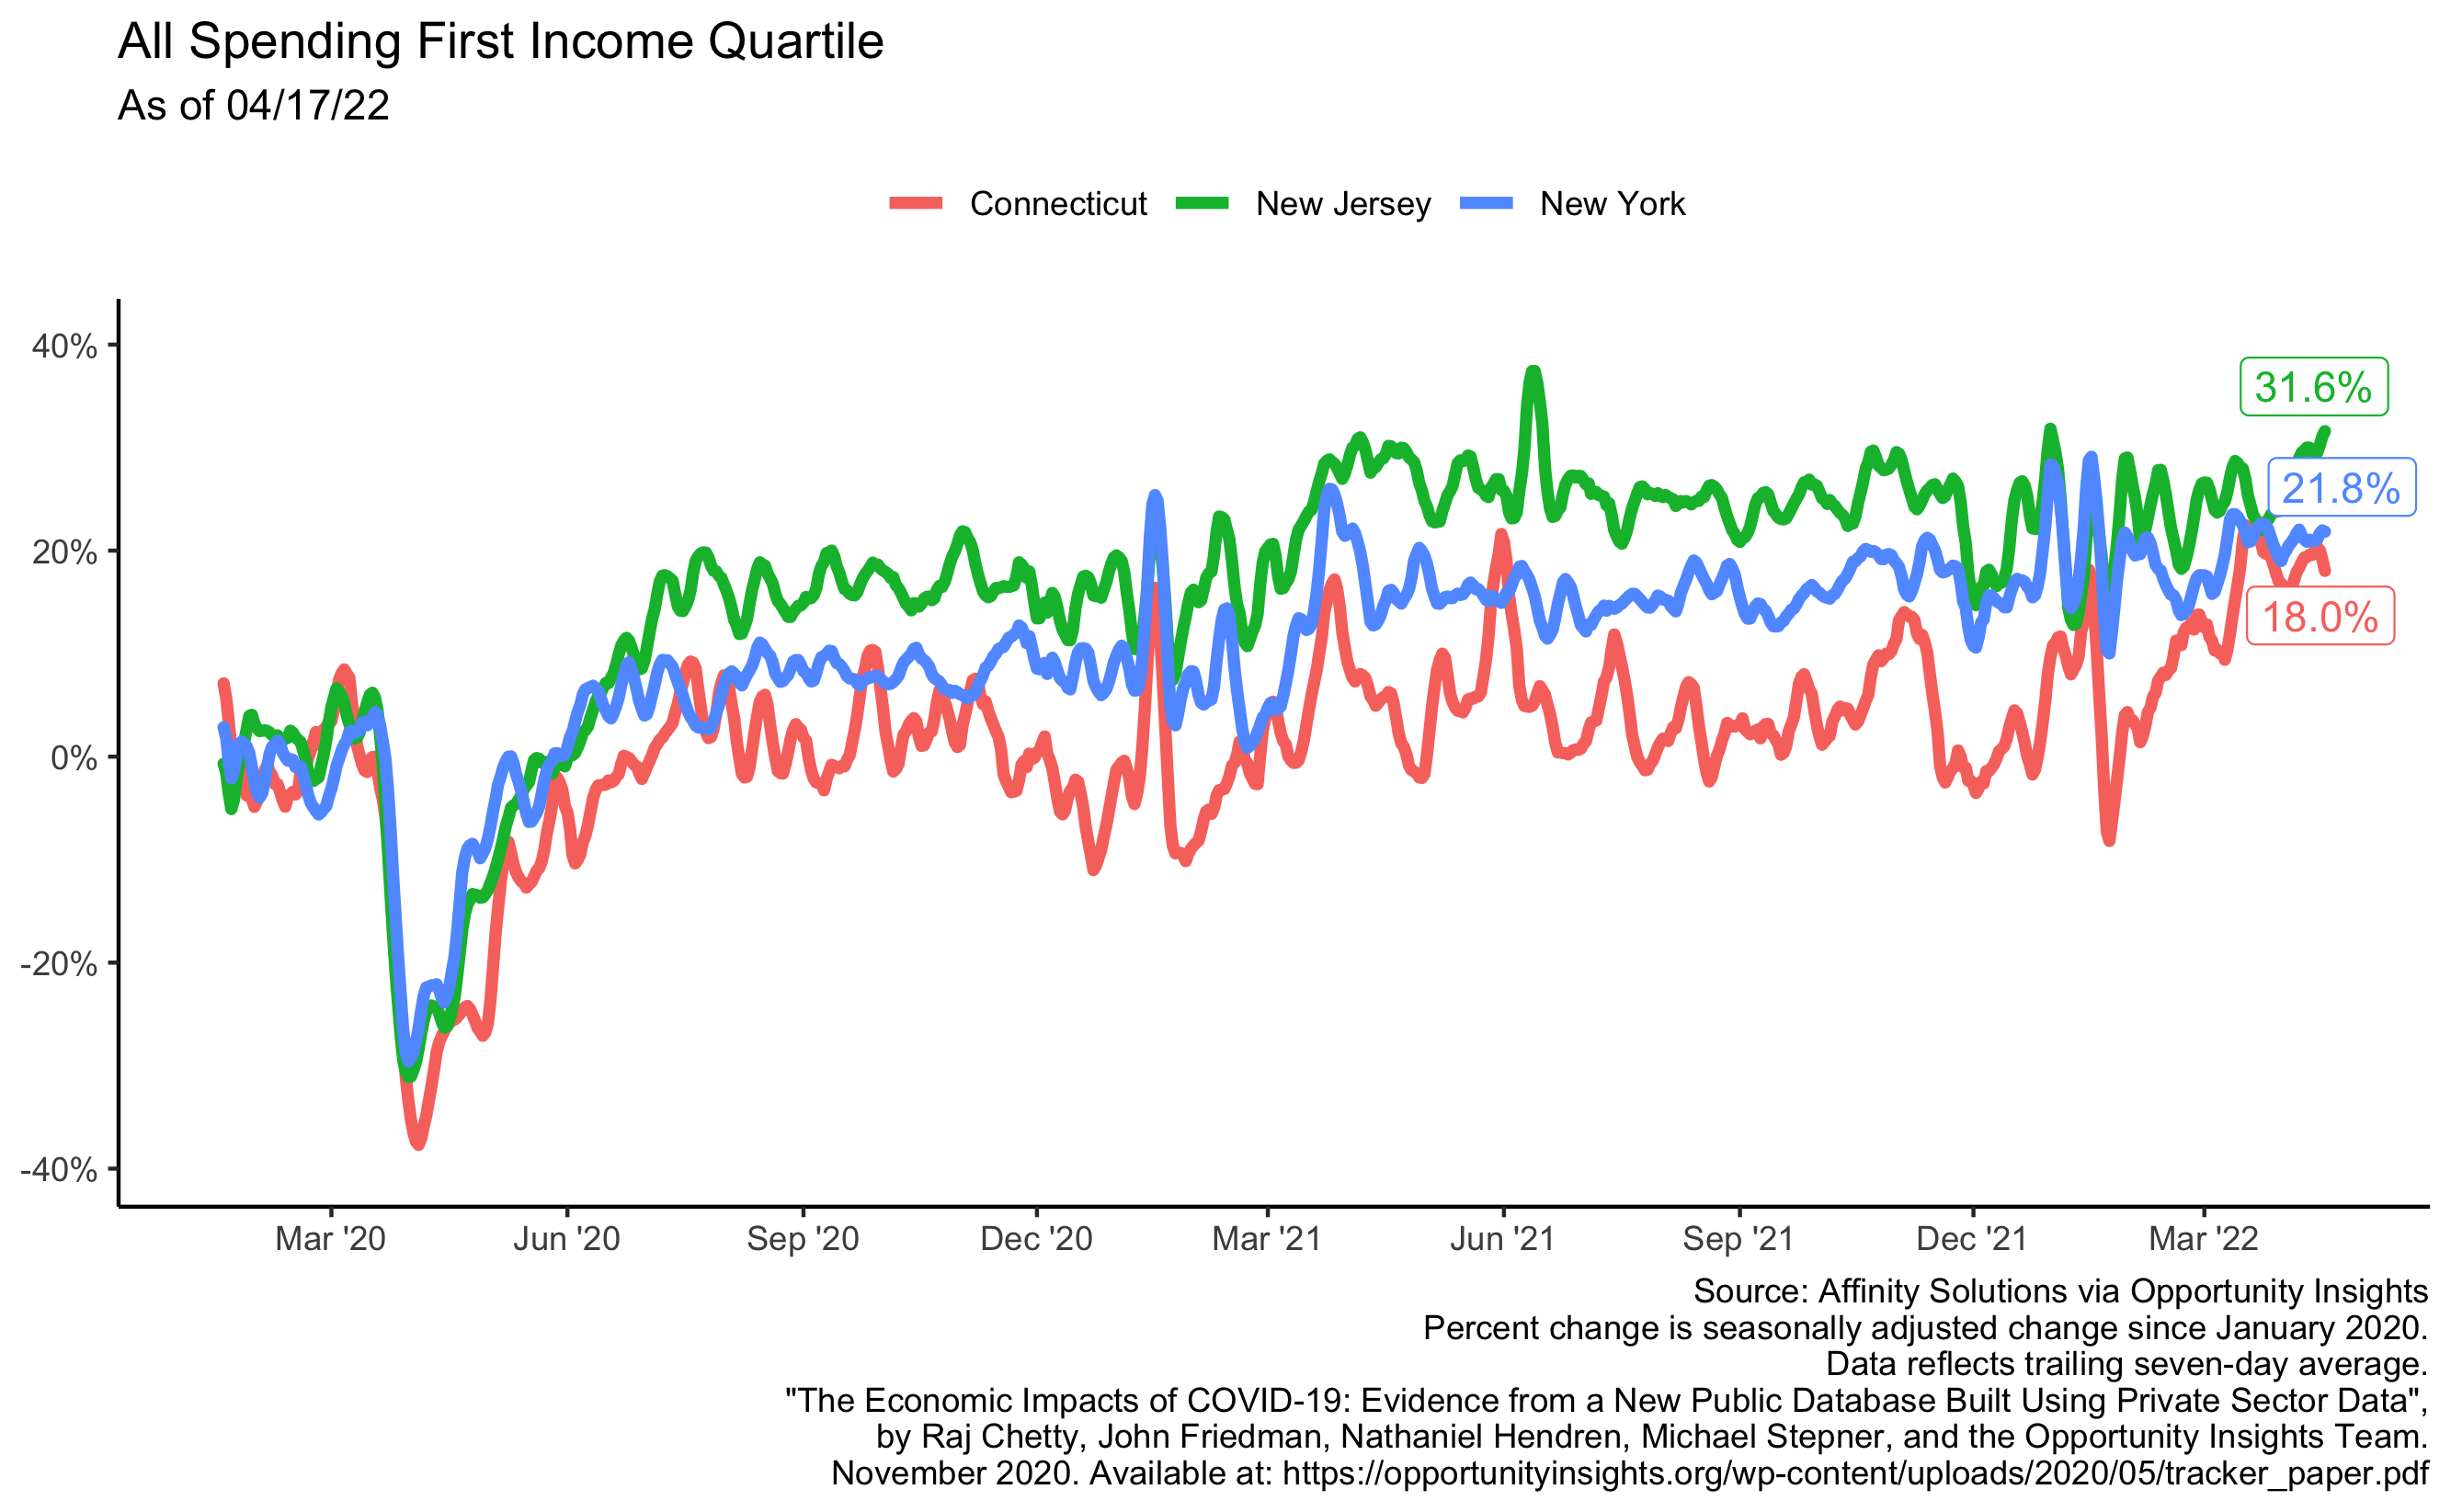 All Spending First Income Quartile
As of 04/17/22
Connecticut New Jersey New York
40%
20%
0%
-20%
-40%
31.6%
21.8%
18.0%
Mar '20 Jun '20 Sep '20 Dec '20 Mar '21 Jun '21 Sep '21 Dec '21 Mar '22
Source: Affinity Solutions via Opportunity Insights
Percent change is seasonally adjusted change since January 2020.
Data reflects trailing seven-day average.
"The Economic Impacts of COVID-19: Evidence from a New Public Database Built Using Private Sector Data",
by Raj Chetty, John Friedman, Nathaniel Hendren, Michael Stepner, and the Opportunity Insights Team.
November 2020. Available at: https://opportunityinsights.org/wp-content/uploads/2020/05/tracker_paper.pdf